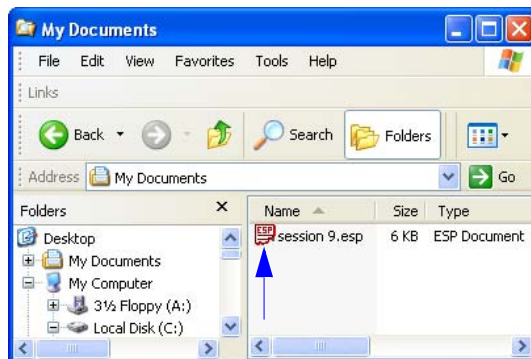 My Documents
File Edit View Favorites Tools Help
Links
Back Search Folders
Address My Documents Go
Folders x Name Size Type
Desktop ESP session 9.esp 6 KB ESP Document
My Documents
My Computer
3½ Floppy (A:)
Local Disk (C:)